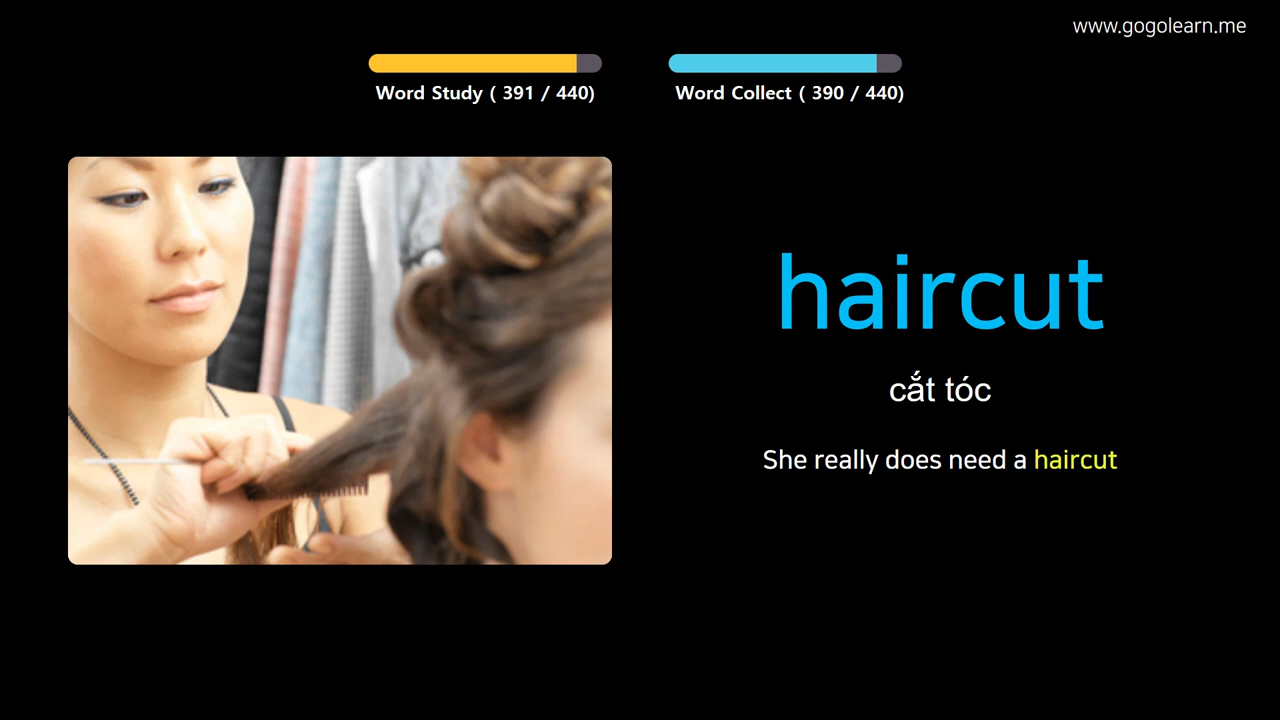 www.gogolearn.me
Word Study ( 391 / 440)
Word Collect ( 390 / 440)
haircut
cắt tóc
She really does need a haircut